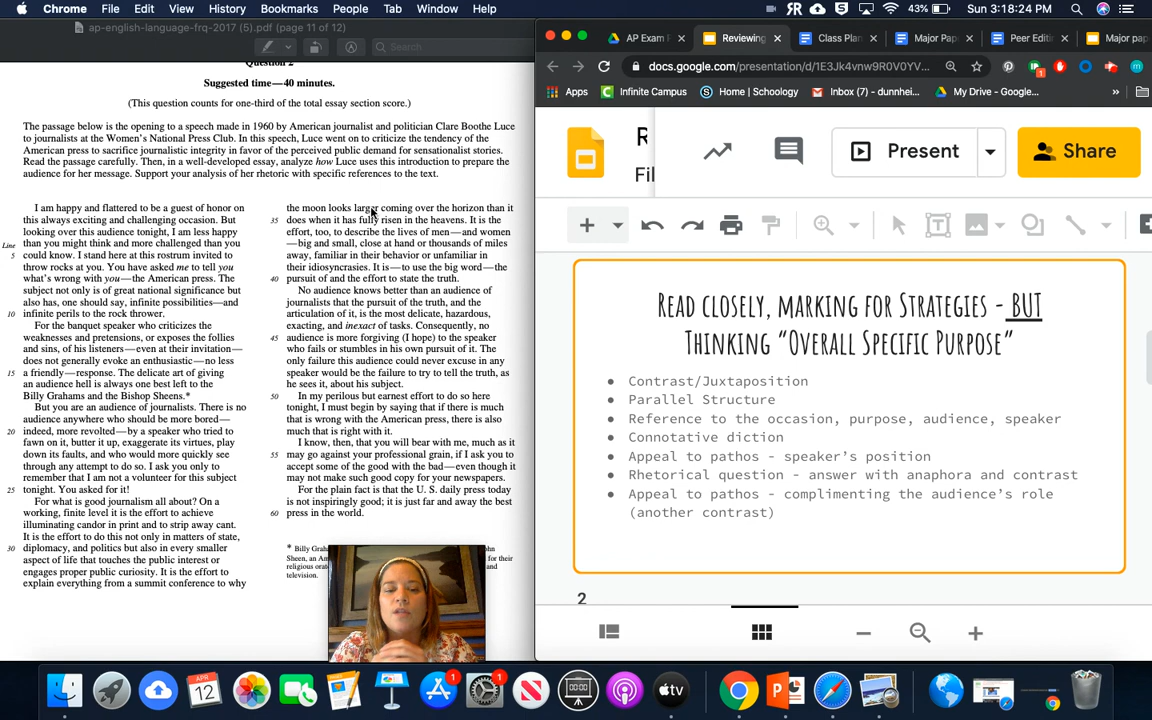 Chrome File Edit View History Bookmarks People Tab Window Help
43% Sun 3:18:24 PM
ap-english-language-frq-2017 (5).pdf (page 11 of 12)
Search
Question 2
Suggested time—40 minutes.
(This question counts for one-third of the total essay section score.)
The passage below is the opening to a speech made in 1960 by American journalist and politician Clare Boothe Luce
to journalists at the Women's National Press Club. In this speech, Luce went on to criticize the tendency of the
American press to sacrifice journalistic integrity in favor of the perceived public demand for sensationalist stories.
Read the passage carefully. Then, in a well-developed essay, analyze how Luce uses this introduction to prepare the
audience for her message. Support your analysis of her rhetoric with specific references to the text.
I am happy and flattered to be a guest of honor on
this always exciting and challenging occasion. But
looking over this audience tonight, I am less happy
Line than you might think and more challenged than you
5 could know. I stand here at this rostrum invited to
throw rocks at you. You have asked me to tell you
what's wrong with you—the American press. The
subject not only is of great national significance but
also has, one should say, infinite possibilities—and
10 infinite perils to the rock thrower.
For the banquet speaker who criticizes the
weaknesses and pretensions, or exposes the follies
and sins, of his listeners—even at their invitation—
does not generally evoke an enthusiastic—no less
15 a friendly—response. The delicate art of giving
an audience hell is always one best left to the
Billy Grahams and the Bishop Sheens.*
But you are an audience of journalists. There is no
audience anywhere who should be more bored—
20 indeed, more revolted—by a speaker who tried to
fawn on it, butter it up, exaggerate its virtues, play
down its faults, and who would more quickly see
through any attempt to do so. I ask you only to
remember that I am not a volunteer for this subject
25 tonight. You asked for it!
For what is good journalism all about? On a
working, finite level it is the effort to achieve
illuminating candor in print and to strip away cant.
It is the effort to do this not only in matters of state,
30 diplomacy, and politics but also in every smaller
aspect of life that touches the public interest or
engages proper public curiosity. It is the effort to
explain everything from a summit conference to why
the moon looks larger coming over the horizon than it
35 does when it has fully risen in the heavens. It is the
effort, too, to describe the lives of men—and women
—big and small, close at hand or thousands of miles
away, familiar in their behavior or unfamiliar in
their idiosyncrasies. It is—to use the big word—the
40 pursuit of and the effort to state the truth.
No audience knows better than an audience of
journalists that the pursuit of the truth, and the
articulation of it, is the most delicate, hazardous,
exacting, and inexact of tasks. Consequently, no
45 audience is more forgiving (I hope) to the speaker
who fails or stumbles in his own pursuit of it. The
only failure this audience could never excuse in any
speaker would be the failure to try to tell the truth, as
he sees it, about his subject.
50 In my perilous but earnest effort to do so here
tonight, I must begin by saying that if there is much
that is wrong with the American press, there is also
much that is right with it.
I know, then, that you will bear with me, much as it
55 may go against your professional grain, if I ask you to
accept some of the good with the bad—even though it
may not make such good copy for your newspapers.
For the plain fact is that the U. S. daily press today
is not inspiringly good; it is just far and away the best
60 press in the world.
* Billy
Sheen, an
religious
television.
for their
and
AP Exam
Reviewing
Class Plan
Major Pa
Peer Editi
Major pap
docs.google.com/presentation/d/1E3Jk4vnw9R0V0YV...
Apps Infinite Campus Home | Schoology Inbox (7) - dunnhei... My Drive - Google... »
R
Fil
Present
Share
Read closely, marking for Strategies - BUT
Thinking "Overall Specific Purpose"
● Contrast/Juxtaposition
● Parallel Structure
● Reference to the occasion, purpose, audience, speaker
● Connotative diction
● Appeal to pathos - speaker's position
● Rhetorical question - answer with anaphora and contrast
● Appeal to pathos - complimenting the audience's role
(another contrast)
2
APR
12
1
1
tv